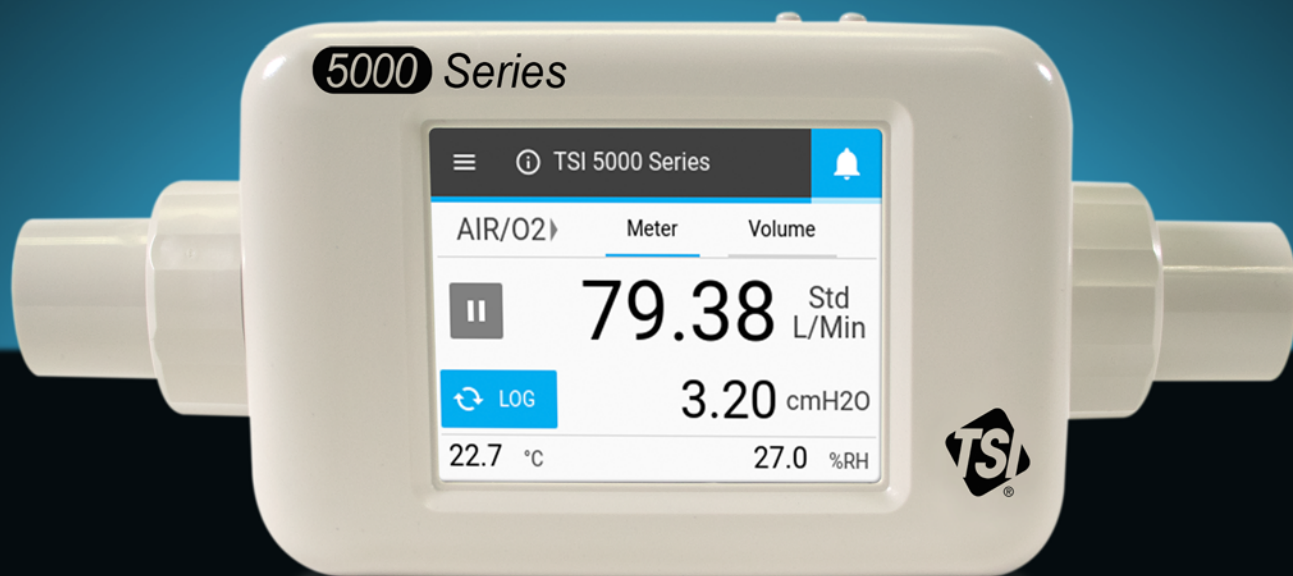 5000 Series
TSI 5000 Series
AIR/O2 Meter Volume
79.38 Std L/Min
LOG 3.20 cmH2O
22.7 °C 27.0 %RH
TSI®